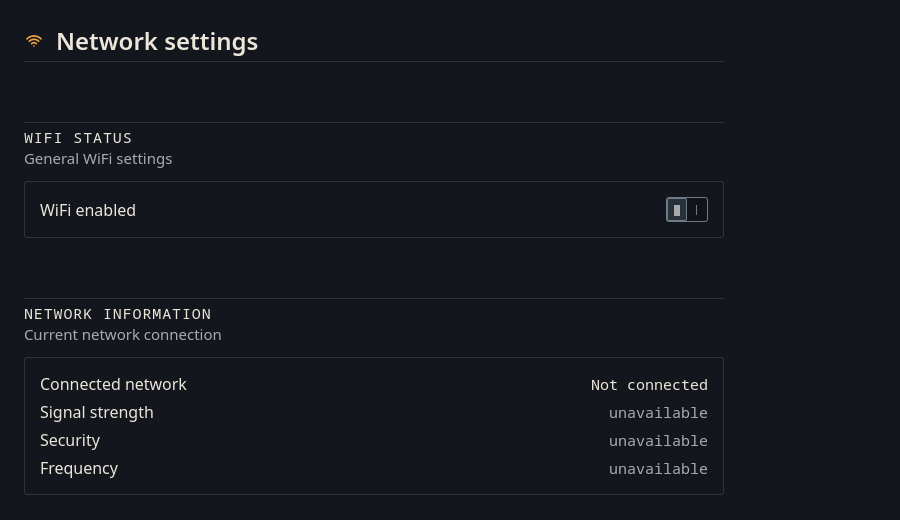 Network settings
WIFI STATUS
General WiFi settings
WiFi enabled
NETWORK INFORMATION
Current network connection
Connected network Not connected
Signal strength unavailable
Security unavailable
Frequency unavailable